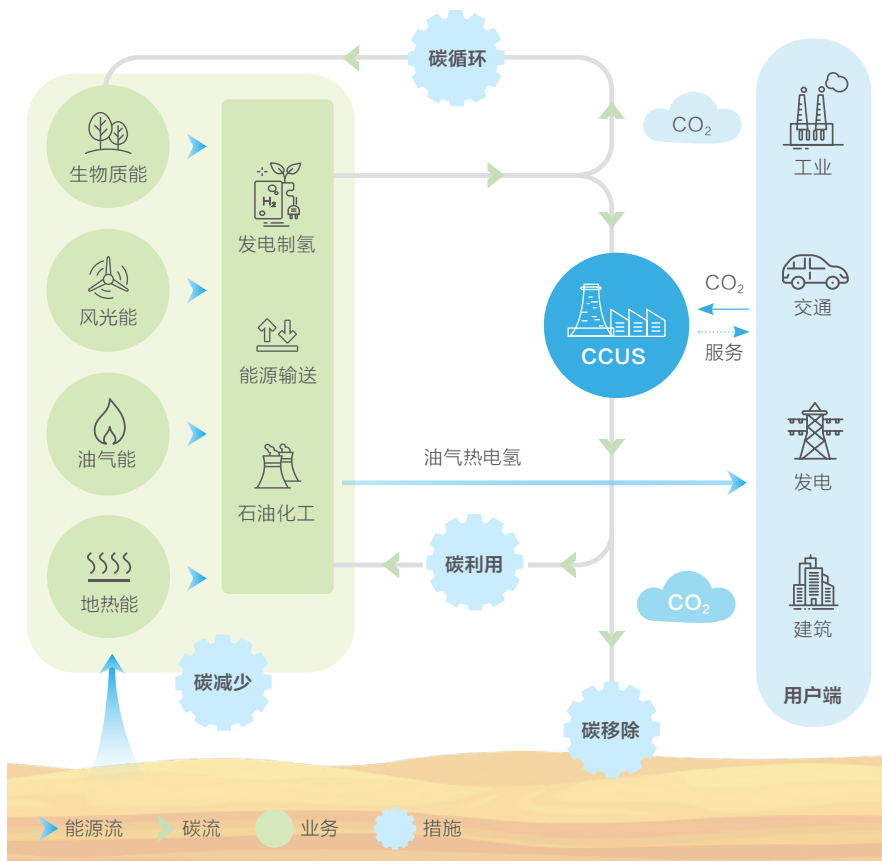 碳循环
CO₂
生物质能
工业
H₂
发电制氢
风光能
CO₂
交通
服务
CCUS
能源输送
油气能
油气热电氢
发电
石油化工
碳利用
地热能
CO₂
建筑
碳减少
用户端
碳移除
能源流
碳流
业务
措施